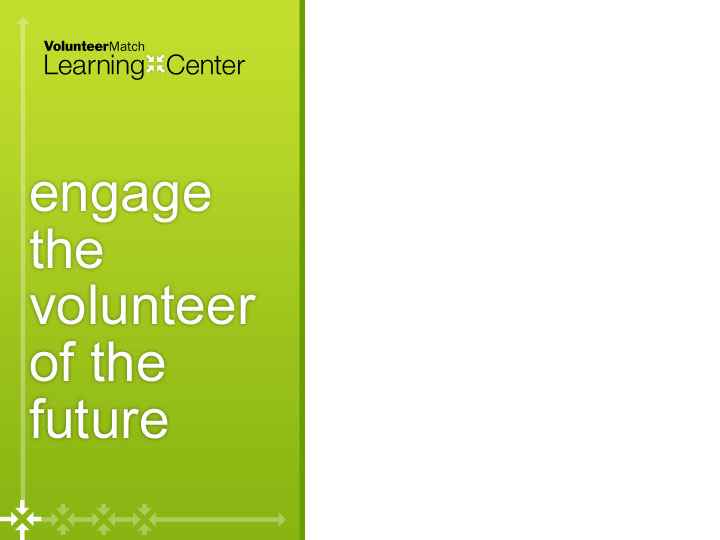 VolunteerMatch
Learning Center
engage
the
volunteer
of the
future